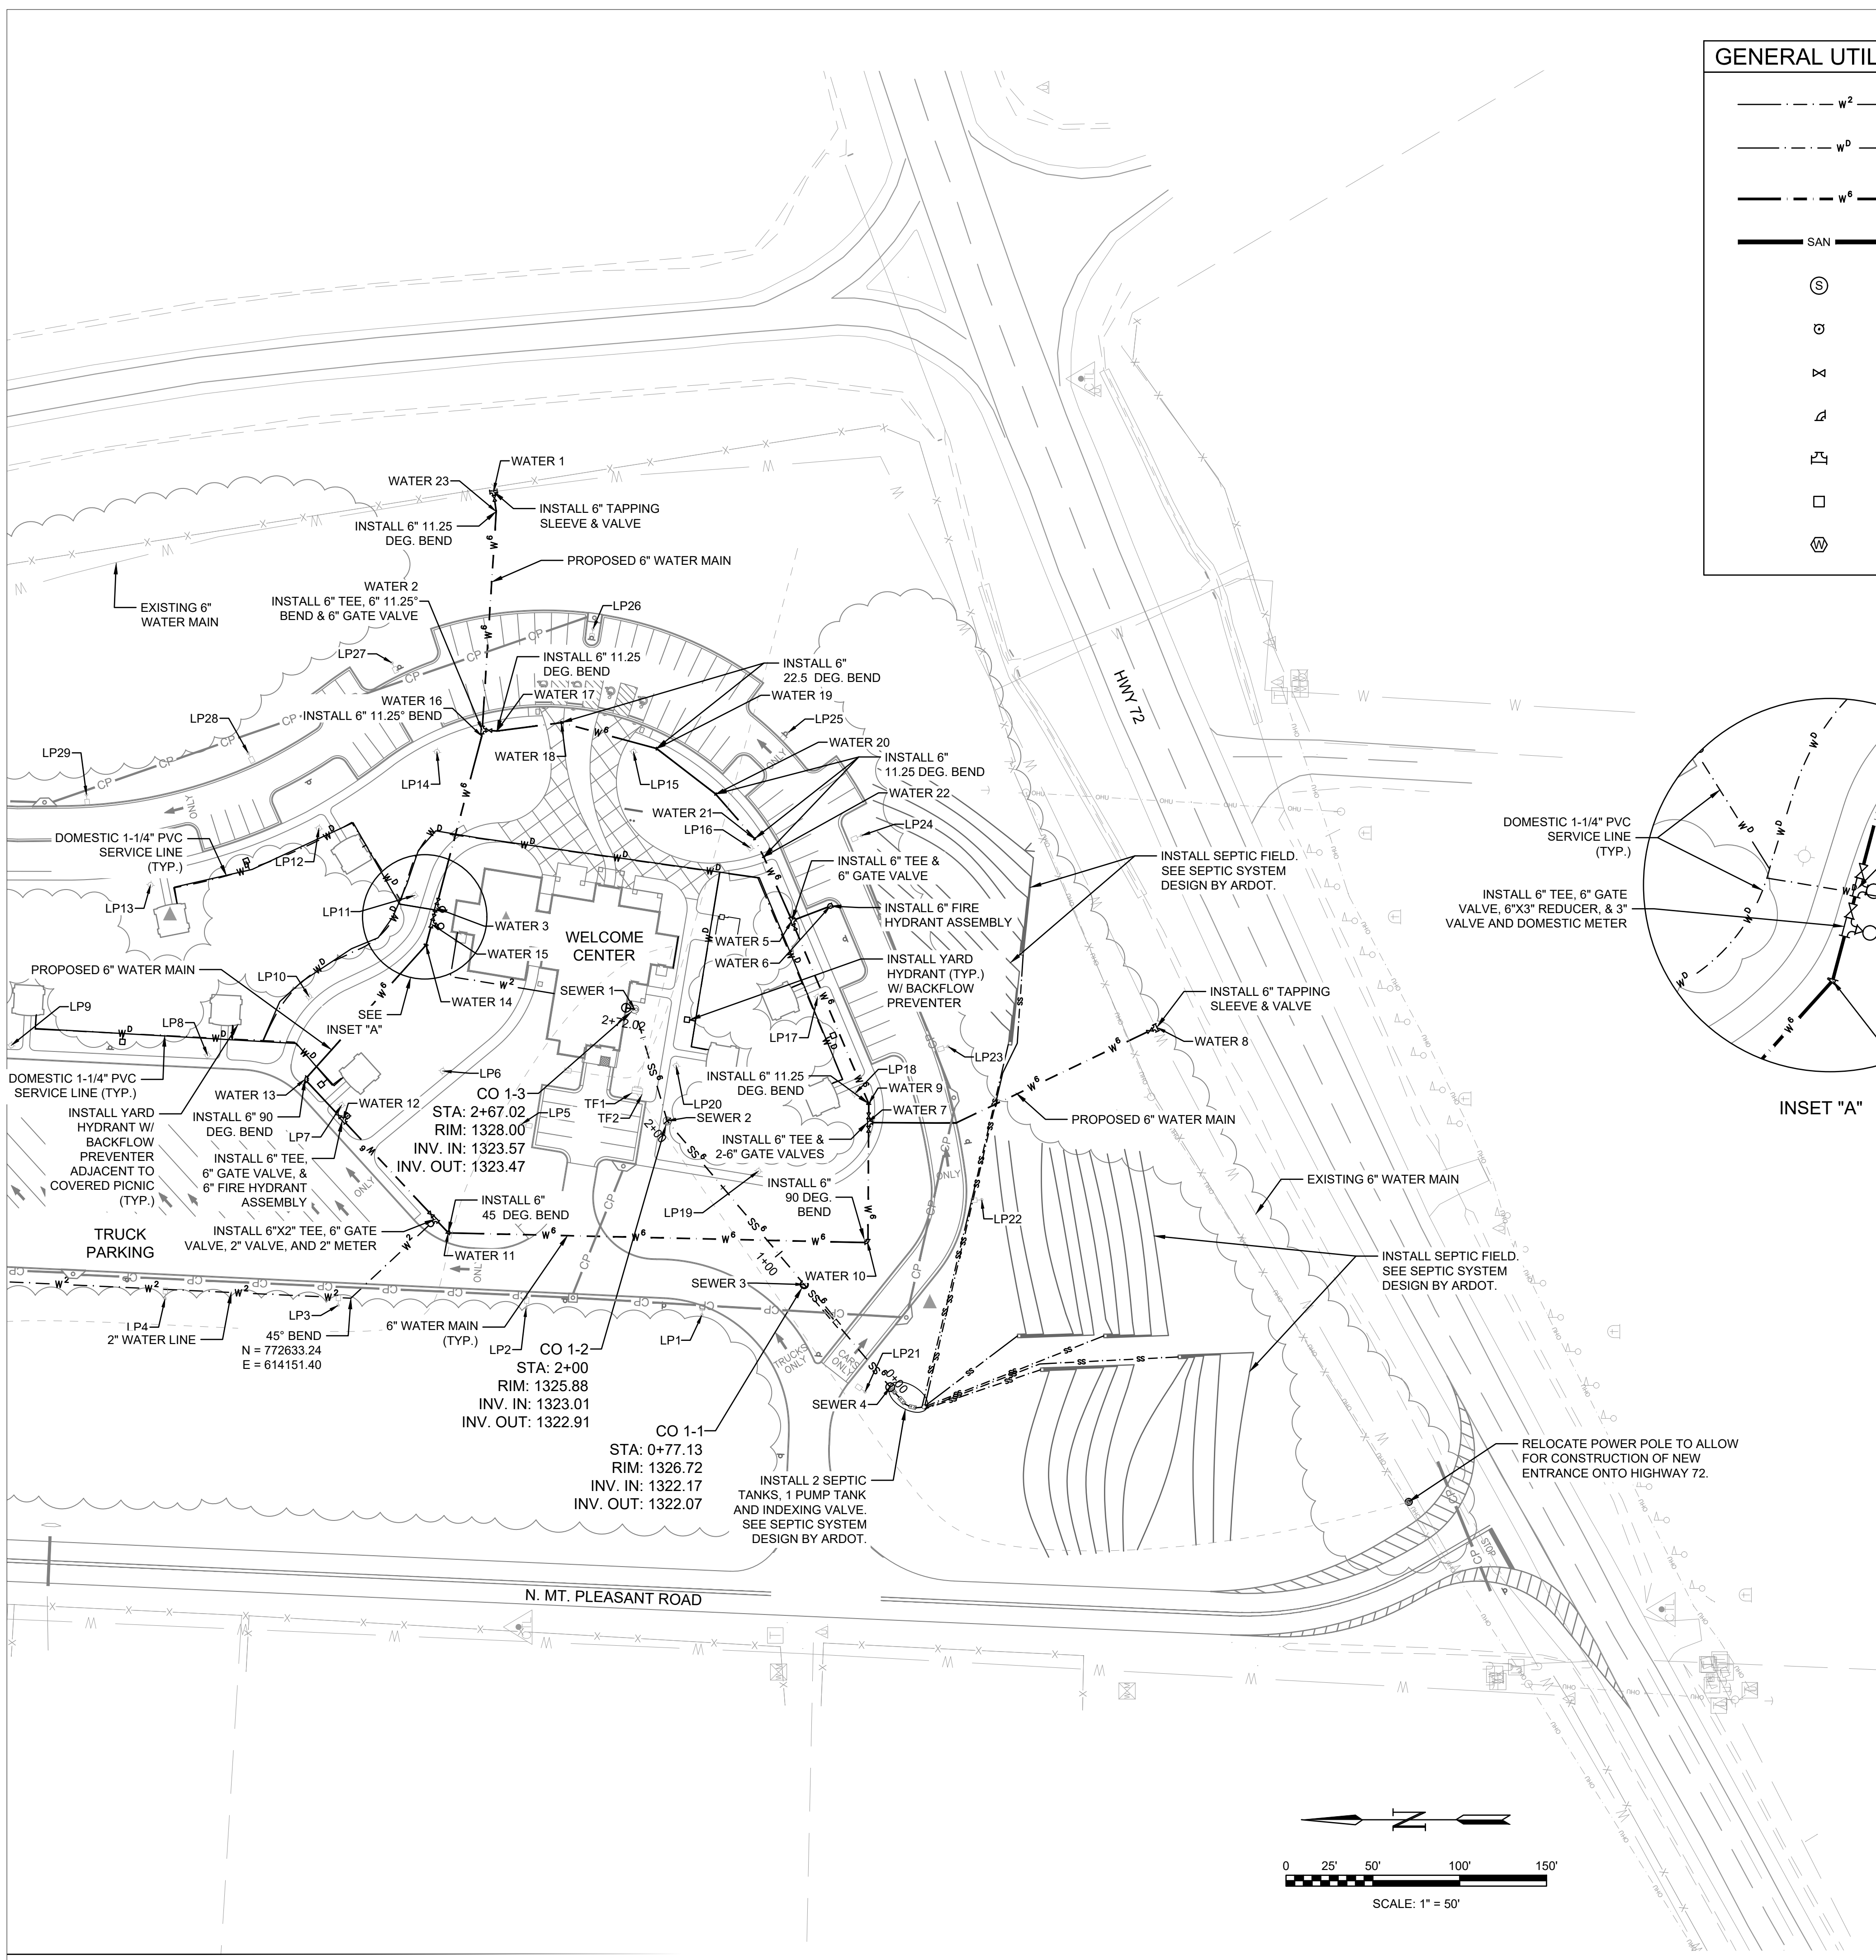 GENERAL UTIL
W2
WD
W6
SAN
S
W
WATER 1
WATER 23
INSTALL 6" TAPPING
SLEEVE & VALVE
INSTALL 6" 11.25
DEG. BEND
PROPOSED 6" WATER MAIN
EXISTING 6"
WATER MAIN
WATER 2
INSTALL 6" TEE, 6" 11.25°
BEND & 6" GATE VALVE
LP26
LP27
INSTALL 6" 11.25
DEG. BEND
INSTALL 6"
22.5 DEG. BEND
WATER 16
INSTALL 6" 11.25° BEND
WATER 17
WATER 19
LP28
LP25
LP29
WATER 18
WATER 20
INSTALL 6"
11.25 DEG. BEND
LP14
LP15
WATER 22
WATER 21
LP16
LP24
HWY 72
DOMESTIC 1-1/4" PVC
SERVICE LINE
(TYP.)
LP12
LP13
LP11
INSTALL 6" TEE &
6" GATE VALVE
INSTALL SEPTIC FIELD.
SEE SEPTIC SYSTEM
DESIGN BY ARDOT.
INSTALL 6" FIRE
HYDRANT ASSEMBLY
WATER 3
WELCOME
CENTER
WATER 5
WATER 6
WATER 15
INSTALL YARD
HYDRANT (TYP.)
W/ BACKFLOW
PREVENTER
PROPOSED 6" WATER MAIN
LP10
WATER 14
SEE
INSET "A"
SEWER 1
2+72.02
LP9
LP8
LP17
INSTALL 6" TAPPING
SLEEVE & VALVE
WATER 8
LP23
DOMESTIC 1-1/4" PVC
SERVICE LINE (TYP.)
WATER 13
LP6
WATER 12
INSTALL YARD
HYDRANT W/
BACKFLOW
PREVENTER
ADJACENT TO
COVERED PICNIC
(TYP.)
INSTALL 6" 90
DEG. BEND
LP7
INSTALL 6" TEE,
6" GATE VALVE, &
6" FIRE HYDRANT
ASSEMBLY
CO 1-3
STA: 2+67.02
RIM: 1328.00
INV. IN: 1323.57
INV. OUT: 1323.47
LP5
TF1
TF2
2+00
LP20
SEWER 2
INSTALL 6" 11.25
DEG. BEND
LP18
WATER 9
WATER 7
INSTALL 6" TEE &
2-6" GATE VALVES
PROPOSED 6" WATER MAIN
INSTALL 6"
90 DEG.
BEND
EXISTING 6" WATER MAIN
ONLY
LP19
LP22
TRUCK
PARKING
INSTALL 6"X2" TEE, 6" GATE
VALVE, 2" VALVE, AND 2" METER
INSTALL 6"
45 DEG. BEND
WATER 11
1+00
SEWER 3
WATER 10
INSTALL SEPTIC FIELD.
SEE SEPTIC SYSTEM
DESIGN BY ARDOT.
LP4
2" WATER LINE
LP3
45° BEND
N = 772633.24
E = 614151.40
6" WATER MAIN
(TYP.)
LP2
LP1
CO 1-2
STA: 2+00
RIM: 1325.88
INV. IN: 1323.01
INV. OUT: 1322.91
TRUCKS
ONLY
CARS
ONLY
LP21
0+00
SEWER 4
CO 1-1
STA: 0+77.13
RIM: 1326.72
INV. IN: 1322.17
INV. OUT: 1322.07
INSTALL 2 SEPTIC
TANKS, 1 PUMP TANK
AND INDEXING VALVE.
SEE SEPTIC SYSTEM
DESIGN BY ARDOT.
RELOCATE POWER POLE TO ALLOW
FOR CONSTRUCTION OF NEW
ENTRANCE ONTO HIGHWAY 72.
STOP
N. MT. PLEASANT ROAD
DOMESTIC 1-1/4" PVC
SERVICE LINE
(TYP.)
INSTALL 6" TEE, 6" GATE
VALVE, 6"X3" REDUCER, & 3"
VALVE AND DOMESTIC METER
INSET "A"
N
0 25' 50' 100' 150'
SCALE: 1" = 50'